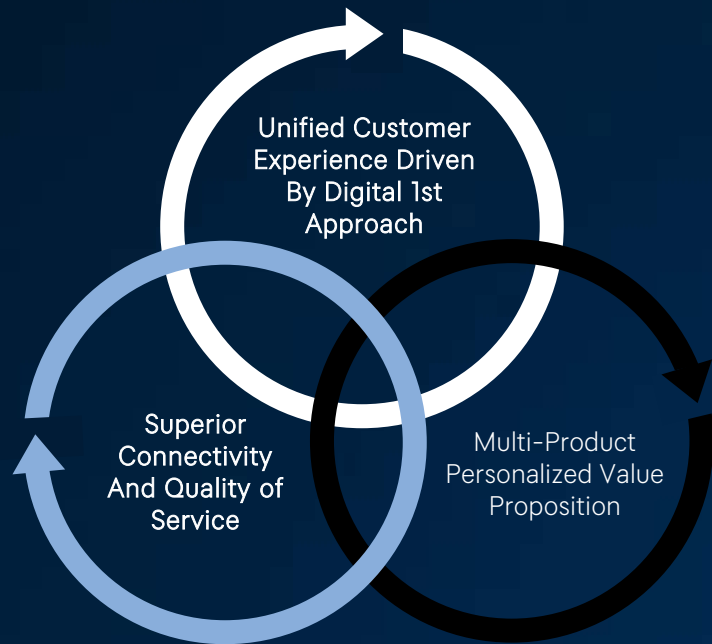 Unified Customer
Experience Driven
By Digital 1st
Approach
Superior
Connectivity
And Quality of
Service
Multi-Product
Personalized Value
Proposition